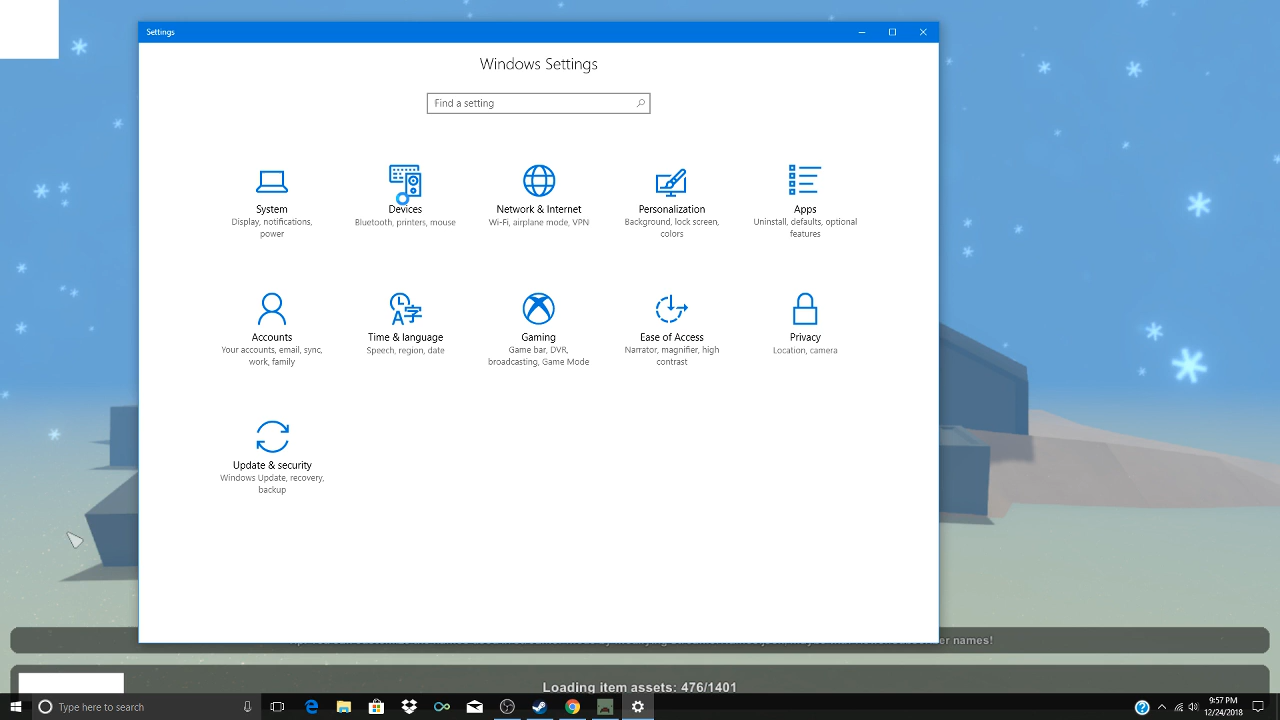 Settings
Windows Settings
Find a setting
System
Display, notifications,
power
Devices
Bluetooth, printers, mouse
Network & Internet
Wi-Fi, airplane mode, VPN
Personalization
Background, lock screen,
colors
Apps
Uninstall, defaults, optional
features
Accounts
Your accounts, email, sync,
work, family
Time & language
Speech, region, date
Gaming
Game bar, DVR,
broadcasting, Game Mode
Ease of Access
Narrator, magnifier, high
contrast
Privacy
Location, camera
Update & security
Windows Update, recovery,
backup
names!
Loading item assets: 476/1401
Type here to search
9:57 PM
12/24/2018